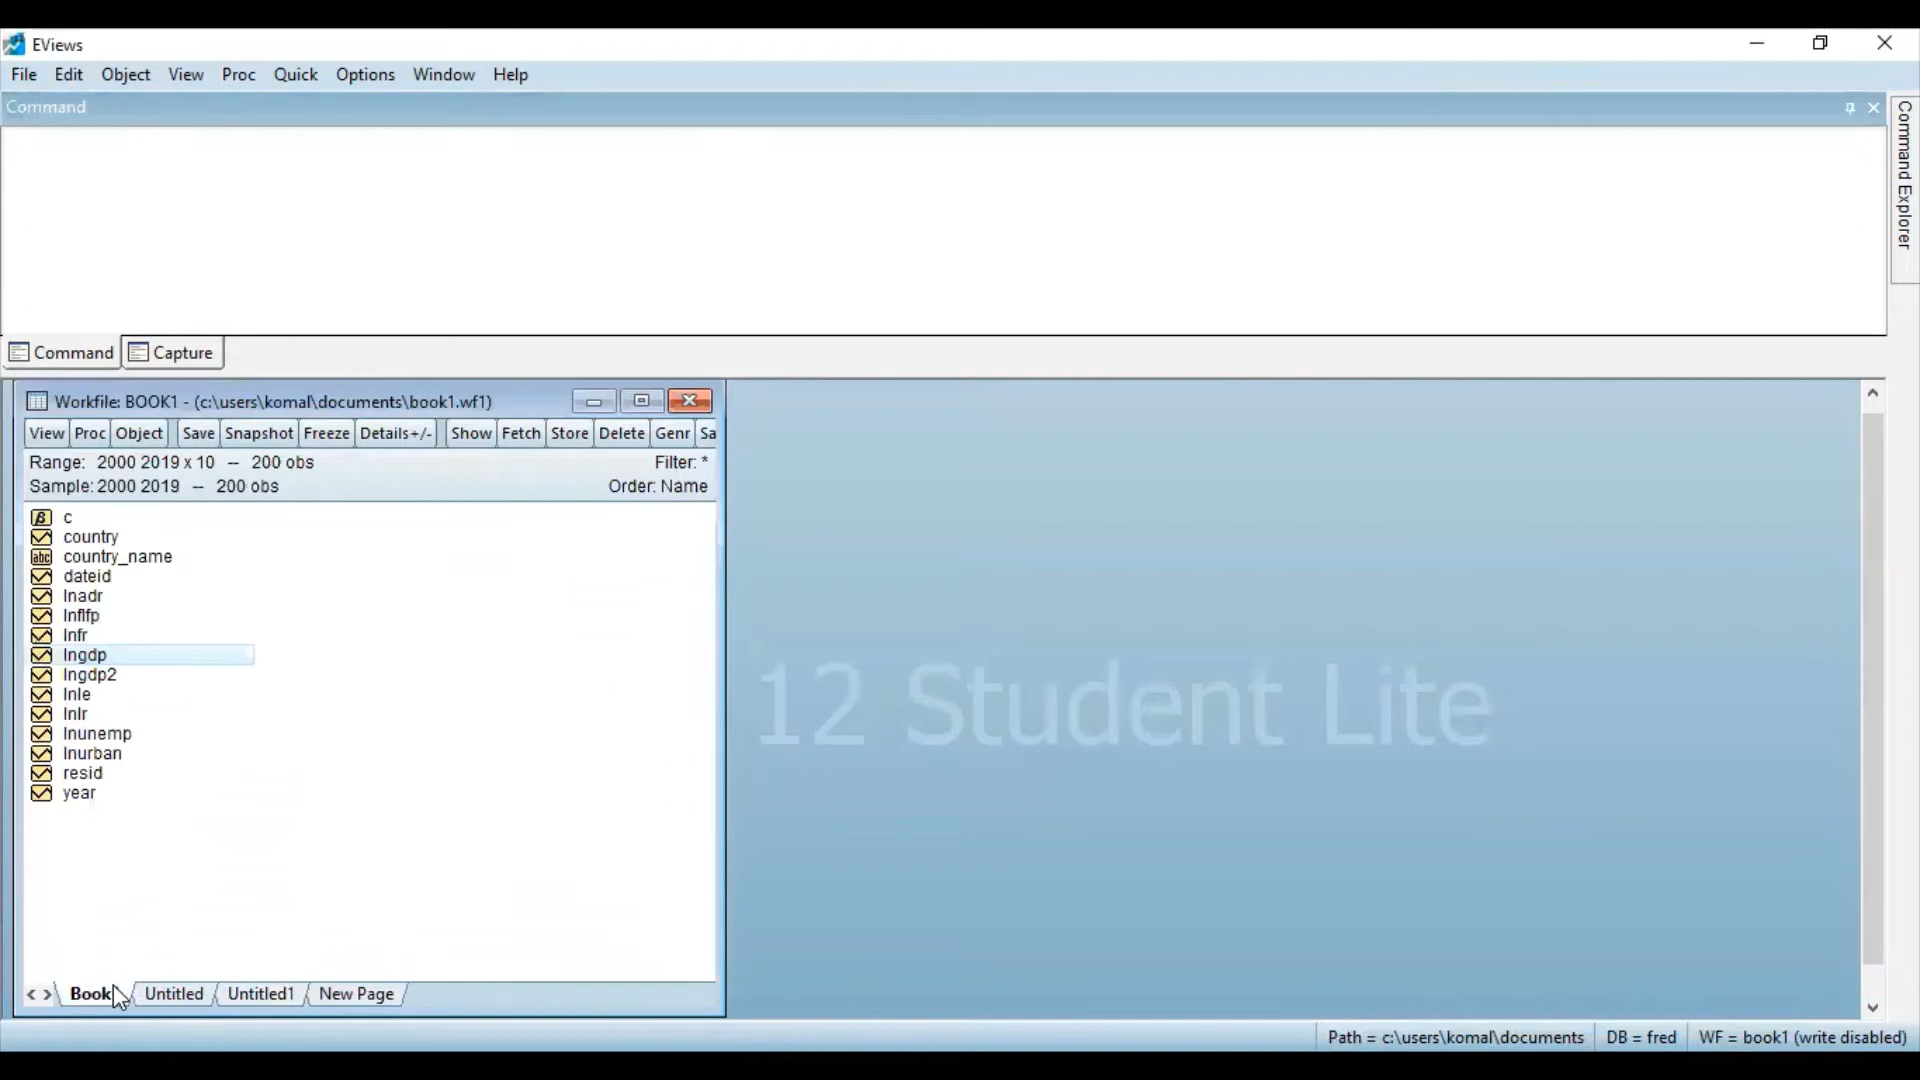 EViews
File Edit Object View Proc Quick Options Window Help
Command
Command Explorer
Command Capture
Workfile: BOOK1 - (c:\users\komal\documents\book1.wf1)
View Proc Object Save Snapshot Freeze Details+/- Show Fetch Store Delete Genr Sa
Range: 2000 2019 x 10 -- 200 obs Filter: *
Sample: 2000 2019 -- 200 obs Order: Name
β c
country
abc country_name
dateid
lnadr
lnflfp
lnfr
lngdp
lngdp2
lnle
lnlr
lnunemp
lnurban
resid
year
12 Student Lite
< > Book Untitled Untitled1 New Page
Path = c:\users\komal\documents DB = fred WF = book1 (write disabled)